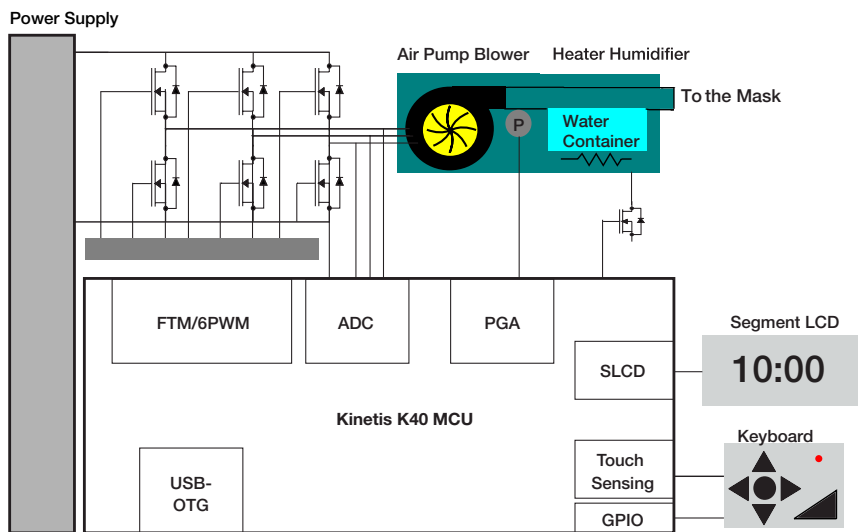 Power Supply
Air Pump Blower
Heater Humidifier
To the Mask
P
Water
Container
FTM/6PWM
ADC
PGA
Segment LCD
SLCD
10:00
Kinetis K40 MCU
Keyboard
Touch
Sensing
USB-
OTG
GPIO